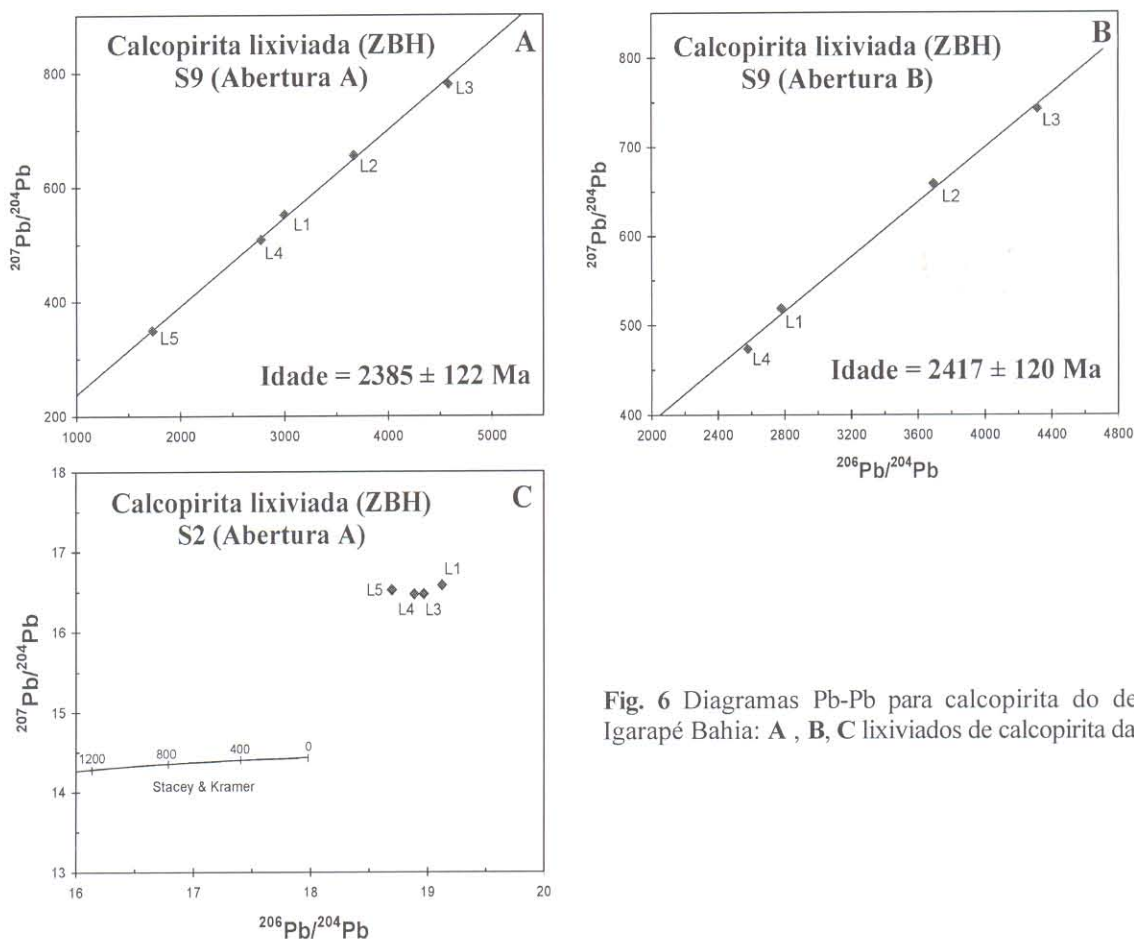 Calcopirita lixiviada (ZBH)
S9 (Abertura A)
A
800
600
400
200
²⁰⁷Pb/²⁰⁴Pb
L3
L2
L1
L4
L5
Idade = 2385 ± 122 Ma
1000 2000 3000 4000 5000
Calcopirita lixiviada (ZBH)
S9 (Abertura B)
B
800
700
600
500
400
²⁰⁷Pb/²⁰⁴Pb
L3
L2
L1
L4
Idade = 2417 ± 120 Ma
2000 2400 2800 3200 3600 4000 4400 4800
²⁰⁶Pb/²⁰⁴Pb
Calcopirita lixiviada (ZBH)
S2 (Abertura A)
C
18
17
16
15
14
13
²⁰⁷Pb/²⁰⁴Pb
L1
L5
L4 L3
1200 800 400 0
Stacey & Kramer
16 17 18 19 20
²⁰⁶Pb/²⁰⁴Pb
Fig. 6 Diagramas Pb-Pb para calcopirita do de
Igarapé Bahia: A , B, C lixiviados de calcopirita da